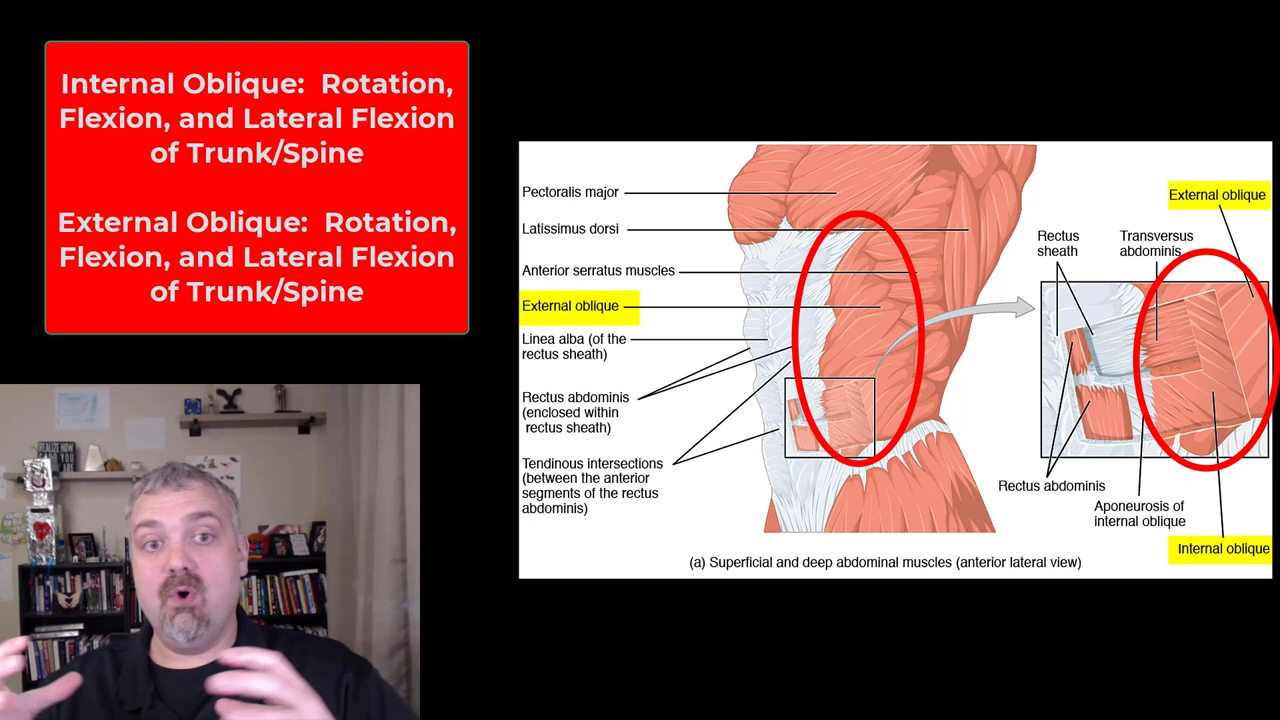 Internal Oblique: Rotation,
Flexion, and Lateral Flexion
of Trunk/Spine
External Oblique: Rotation,
Flexion, and Lateral Flexion
of Trunk/Spine
Pectoralis major
Latissimus dorsi
Anterior serratus muscles
External oblique
Linea alba (of the
rectus sheath)
Rectus abdominis
(enclosed within
rectus sheath)
Tendinous intersections
(between the anterior
segments of the rectus
abdominis)
External oblique
Rectus
sheath
Transversus
abdominis
Rectus abdominis
Aponeurosis of
internal oblique
Internal oblique
(a) Superficial and deep abdominal muscles (anterior lateral view)
REALIZE HOW